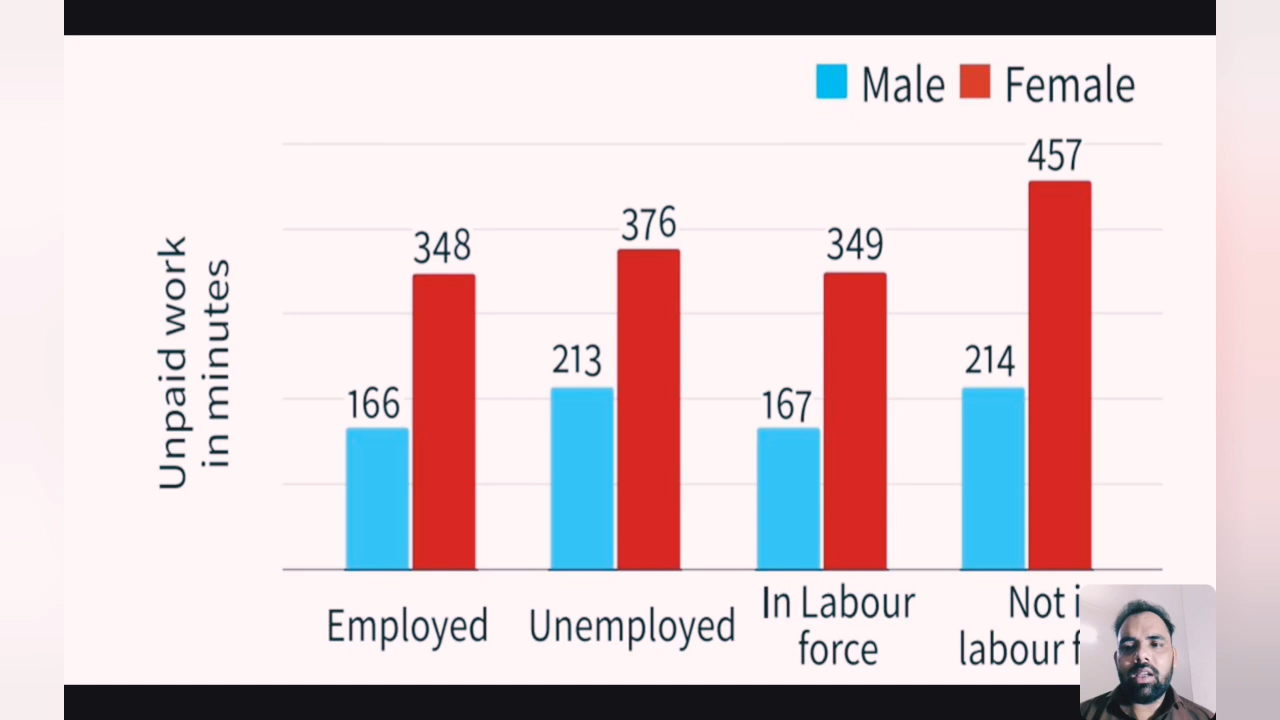 Male Female
457
376
348
349
213
214
166
167
Unpaid work
in minutes
Employed
Unemployed
In Labour
force
Not
labour